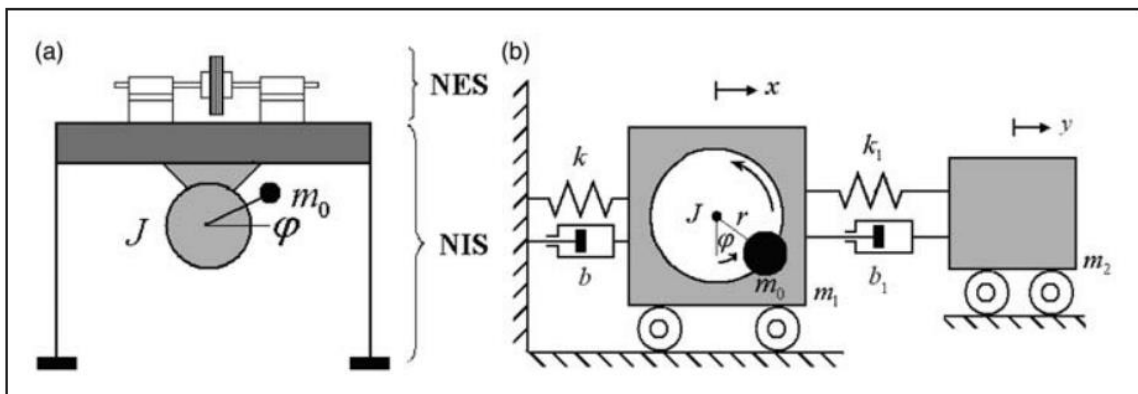 (a)
NES
NIS
J
m₀
φ
(b)
x
y
k
b
J
r
φ
m₀
m₁
k₁
b₁
m₂